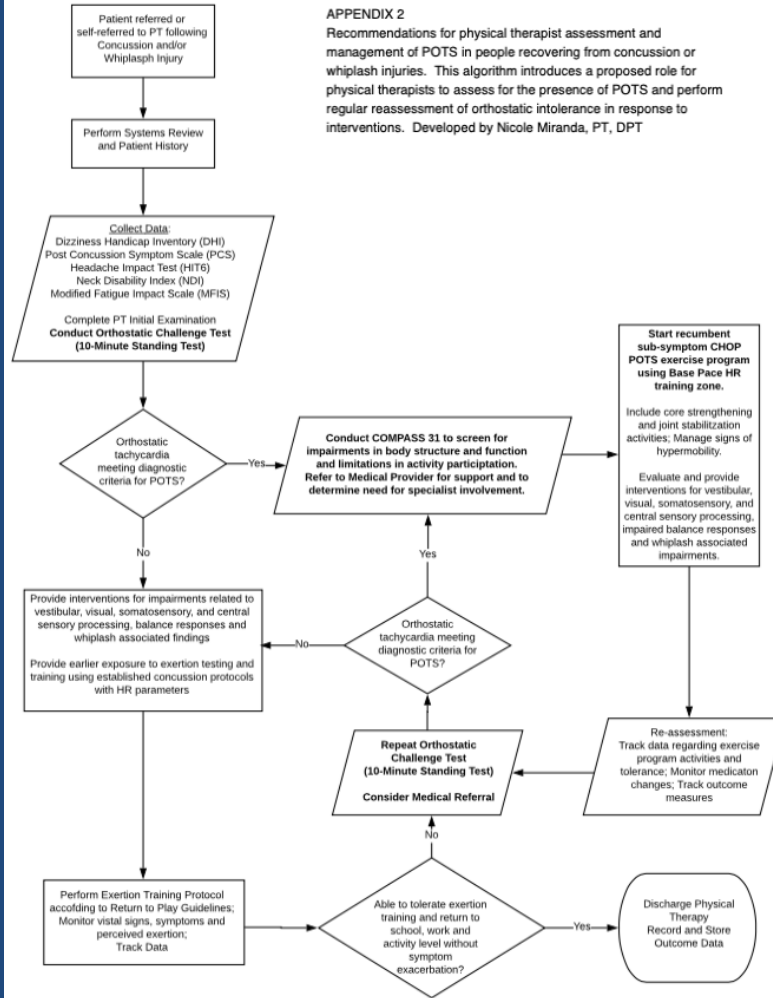 Patient referred or
self-referred to PT following
Concussion and/or
Whiplasph Injury
APPENDIX 2
Recommendations for physical therapist assessment and
management of POTS in people recovering from concussion or
whiplash injuries. This algorithm introduces a proposed role for
physical therapists to assess for the presence of POTS and perform
regular reassessment of orthostatic intolerance in response to
interventions. Developed by Nicole Miranda, PT, DPT
Perform Systems Review
and Patient History
Collect Data:
Dizziness Handicap Inventory (DHI)
Post Concussion Symptom Scale (PCS)
Headache Impact Test (HIT6)
Neck Disability Index (NDI)
Modified Fatigue Impact Scale (MFIS)
Complete PT Initial Examination
Conduct Orthostatic Challenge Test
(10-Minute Standing Test)
Orthostatic
tachycardia
meeting diagnostic
criteria for POTS?
Yes
Conduct COMPASS 31 to screen for
impairments in body structure and function
and limitations in activity participtation.
Refer to Medical Provider for support and to
determine need for specialist involvement.
Start recumbent
sub-symptom CHOP
POTS exercise program
using Base Pace HR
training zone.
Include core strengthening
and joint stabilitzation
activities; Manage signs of
hypermobility.
Evaluate and provide
interventions for vestibular,
visual, somatosensory, and
central sensory processing,
impaired balance responses
and whiplash associated
impairments.
No
Yes
Provide interventions for impairments related to
vestibular, visual, somatosensory, and central
sensory processing, balance responses and
whiplash associated findings
Provide earlier exposure to exertion testing and
training using established concussion protocols
with HR parameters
No
Orthostatic
tachycardia meeting
diagnostic criteria for
POTS?
Repeat Orthostatic
Challenge Test
(10-Minute Standing Test)
Consider Medical Referral
Re-assessment:
Track data regarding exercise
program activities and
tolerance; Monitor medicaton
changes; Track outcome
measures
No
Perform Exertion Training Protocol
accofding to Return to Play Guidelines;
Monitor vistal signs, symptoms and
perceived exertion;
Track Data
Able to tolerate exertion
training and return to
school, work and
activity level without
symptom
exacerbation?
Yes
Discharge Physical
Therapy
Record and Store
Outcome Data